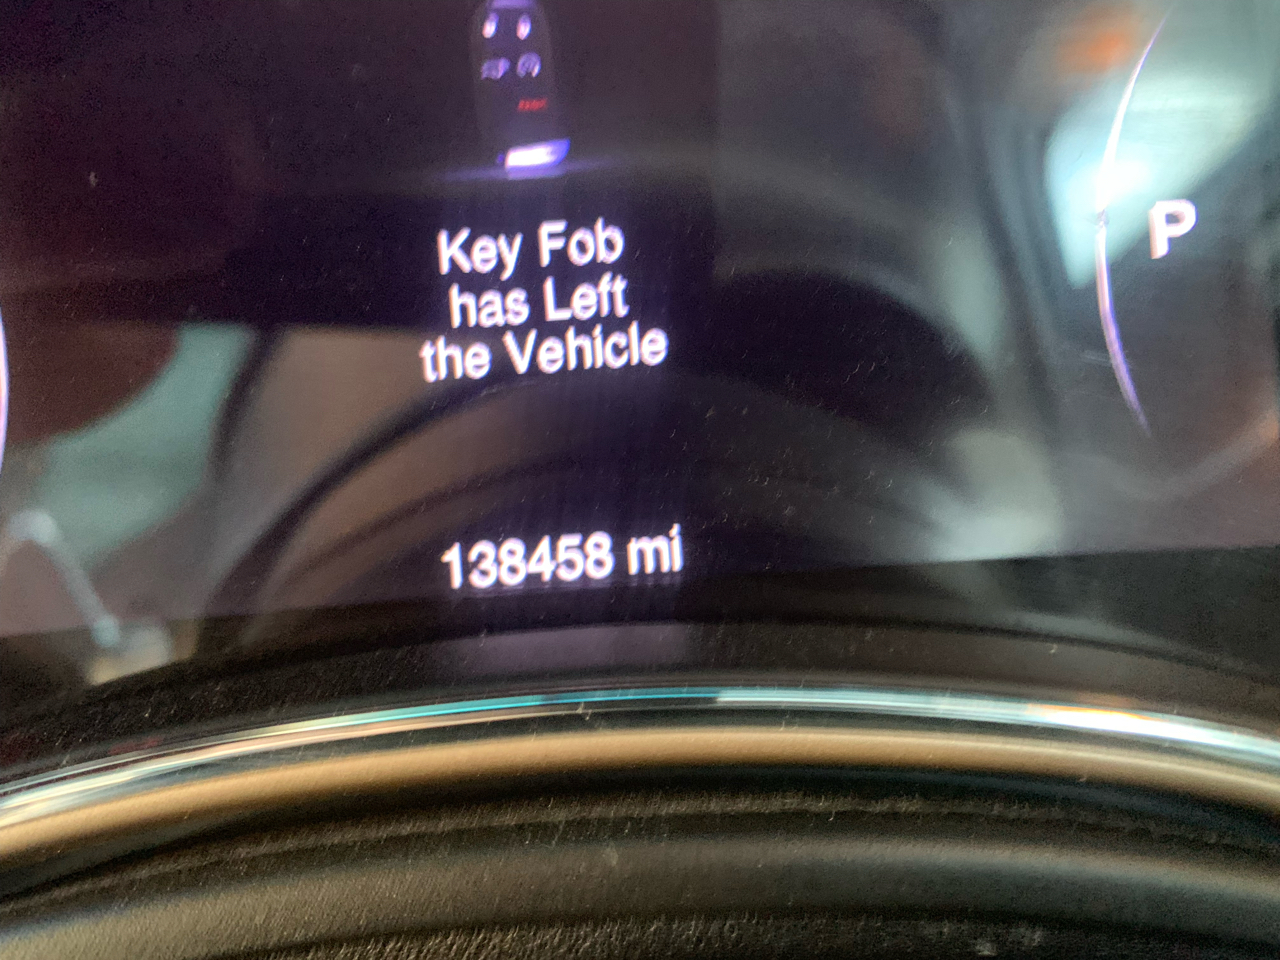 Key Fob
has Left
the Vehicle
P
138458 mi